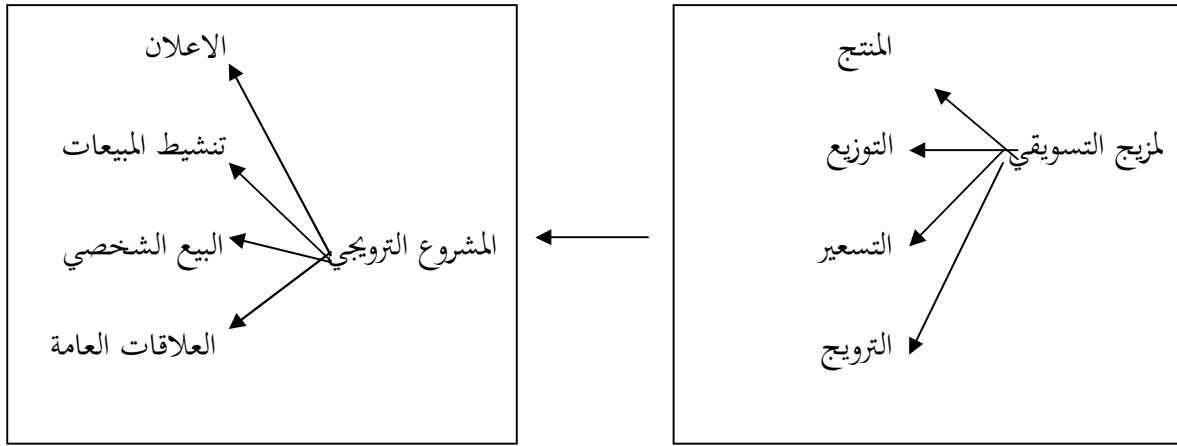 لمزيج التسويقي
المنتج
التوزيع
التسعير
الترويج
المشروع الترويجي
الاعلان
تنشيط المبيعات
البيع الشخصي
العلاقات العامة